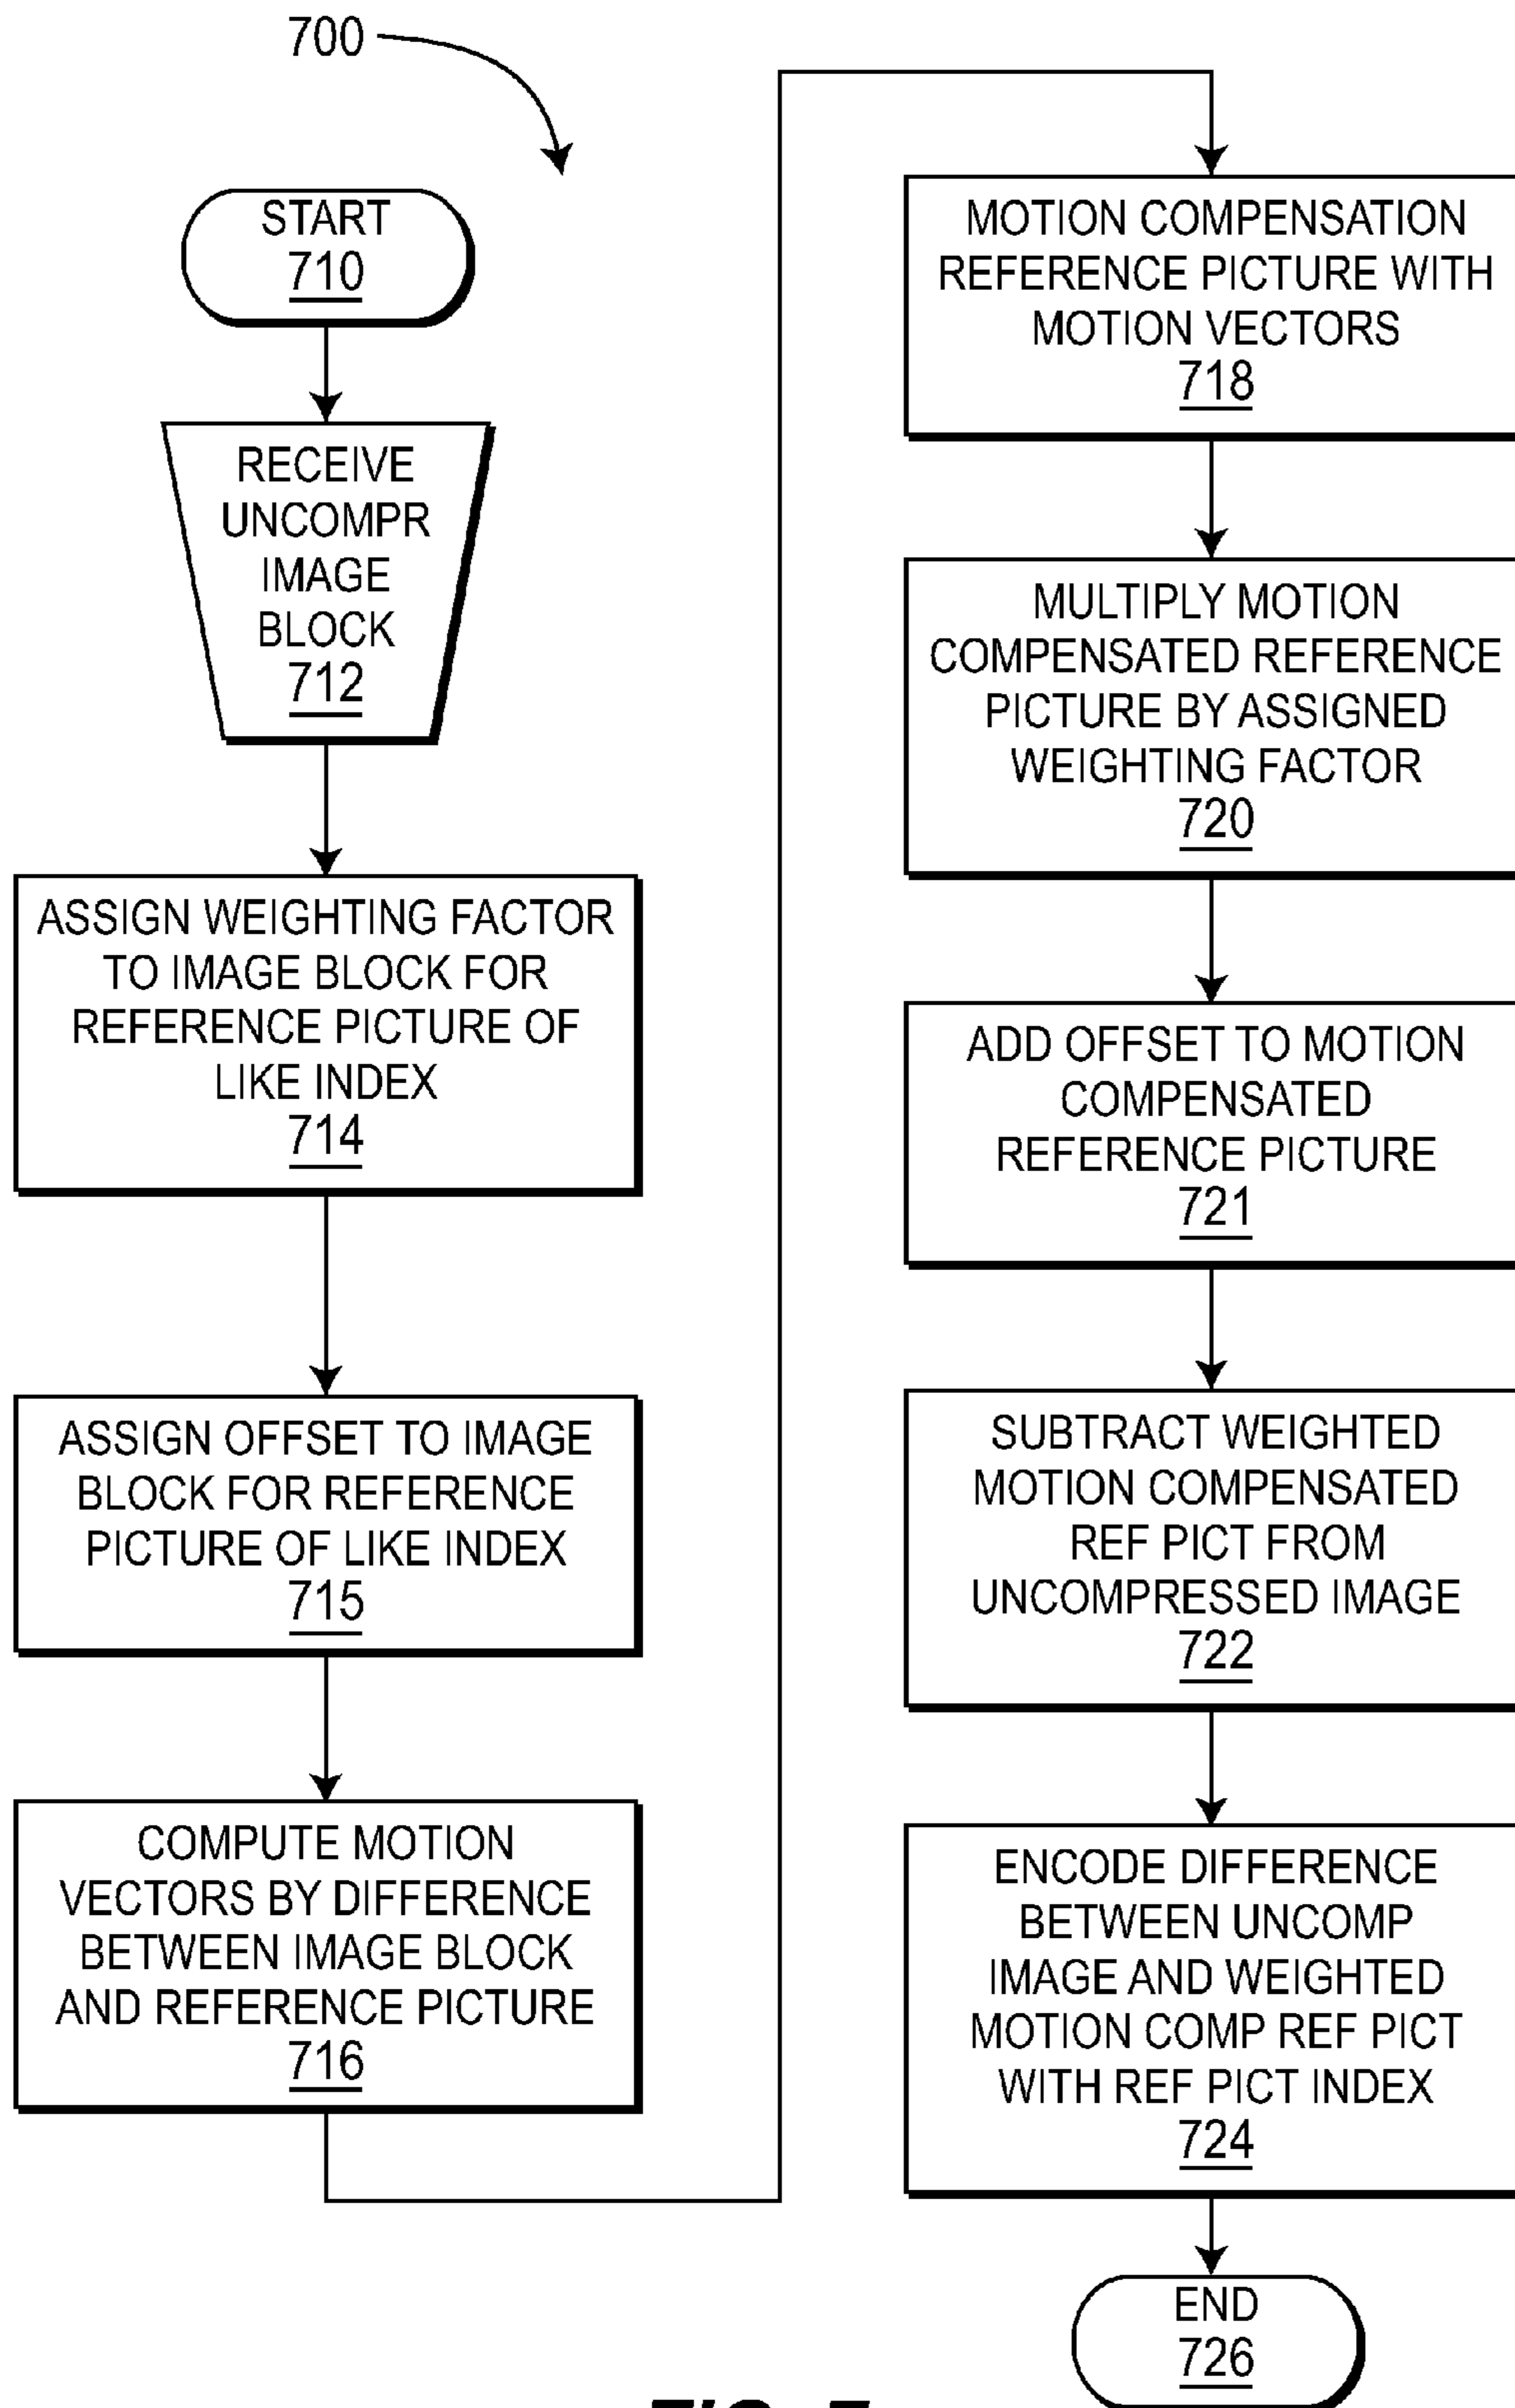 700
START
710
RECEIVE
UNCOMPR
IMAGE
BLOCK
712
ASSIGN WEIGHTING FACTOR
TO IMAGE BLOCK FOR
REFERENCE PICTURE OF
LIKE INDEX
714
ASSIGN OFFSET TO IMAGE
BLOCK FOR REFERENCE
PICTURE OF LIKE INDEX
715
COMPUTE MOTION
VECTORS BY DIFFERENCE
BETWEEN IMAGE BLOCK
AND REFERENCE PICTURE
716
MOTION COMPENSATION
REFERENCE PICTURE WITH
MOTION VECTORS
718
MULTIPLY MOTION
COMPENSATED REFERENCE
PICTURE BY ASSIGNED
WEIGHTING FACTOR
720
ADD OFFSET TO MOTION
COMPENSATED
REFERENCE PICTURE
721
SUBTRACT WEIGHTED
MOTION COMPENSATED
REF PICT FROM
UNCOMPRESSED IMAGE
722
ENCODE DIFFERENCE
BETWEEN UNCOMP
IMAGE AND WEIGHTED
MOTION COMP REF PICT
WITH REF PICT INDEX
724
END
726